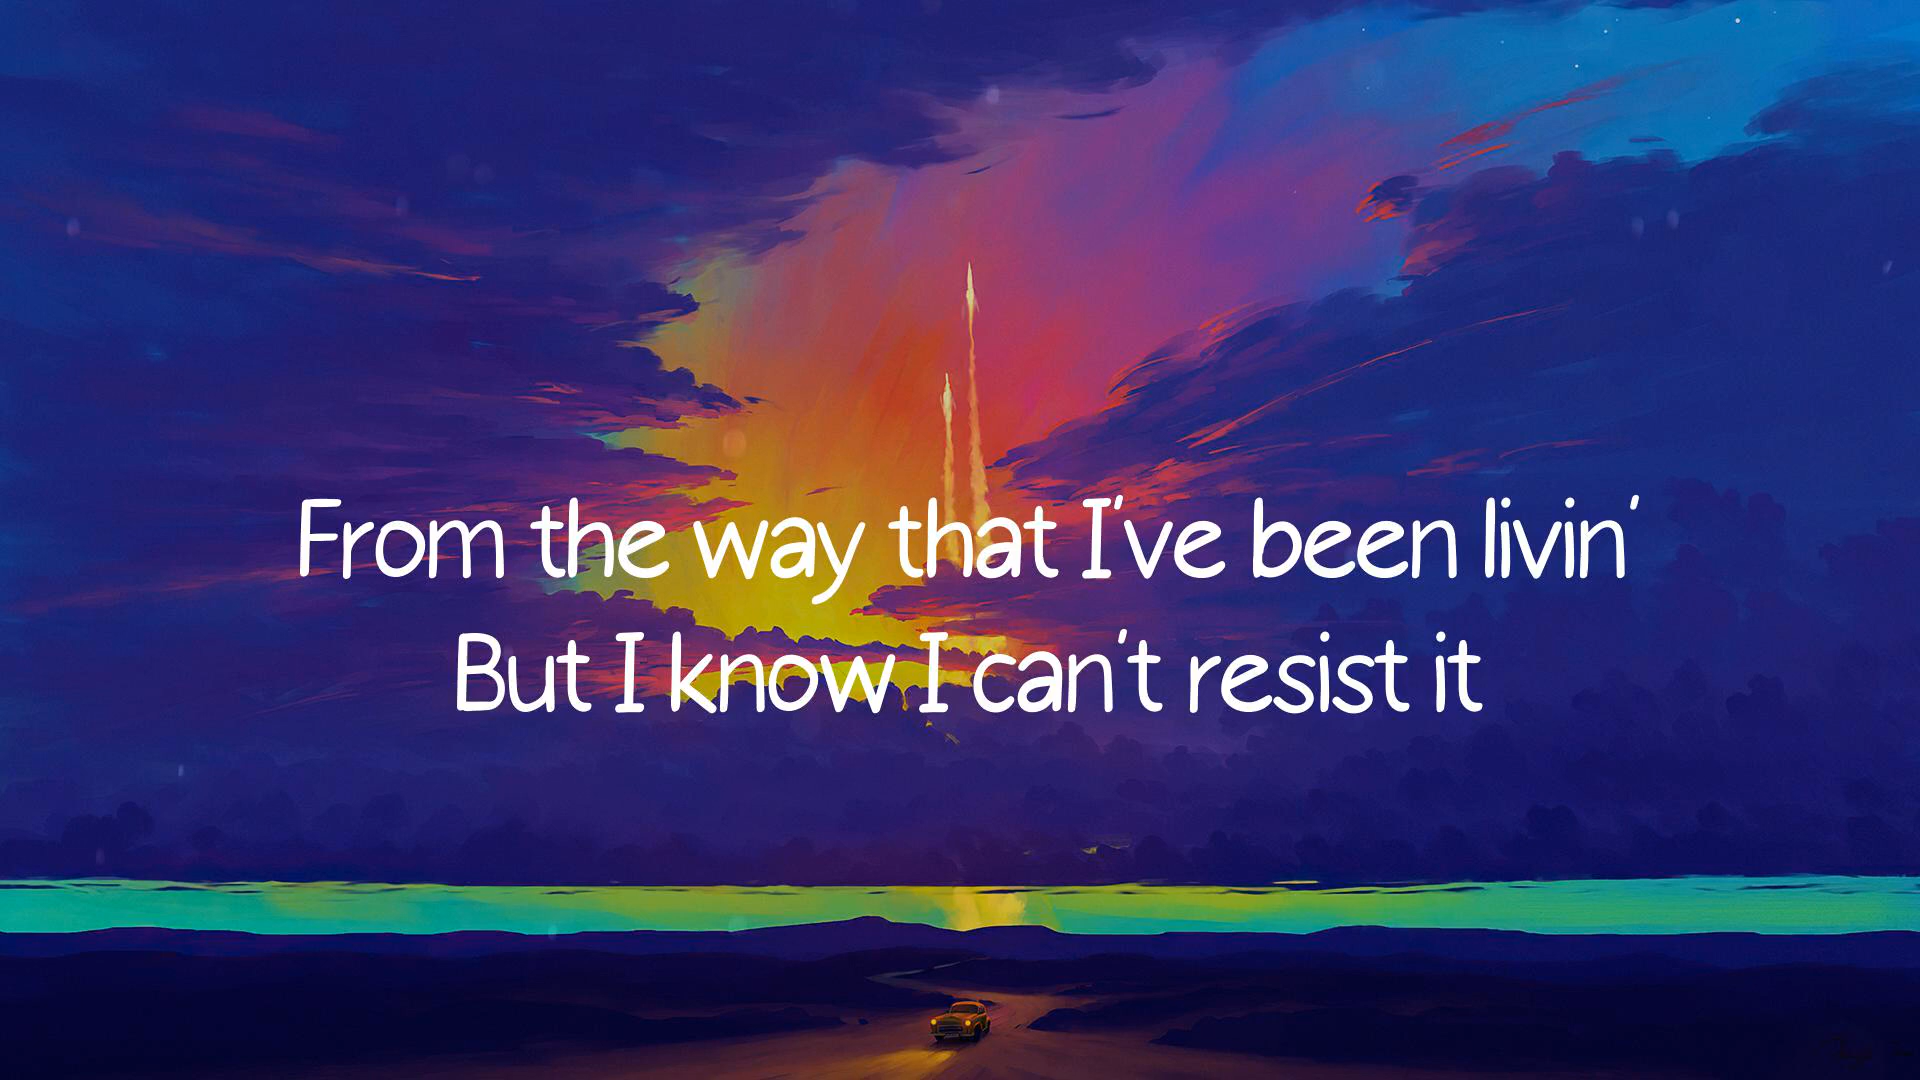 From the way that I've been livin'
But I know I can't resist it